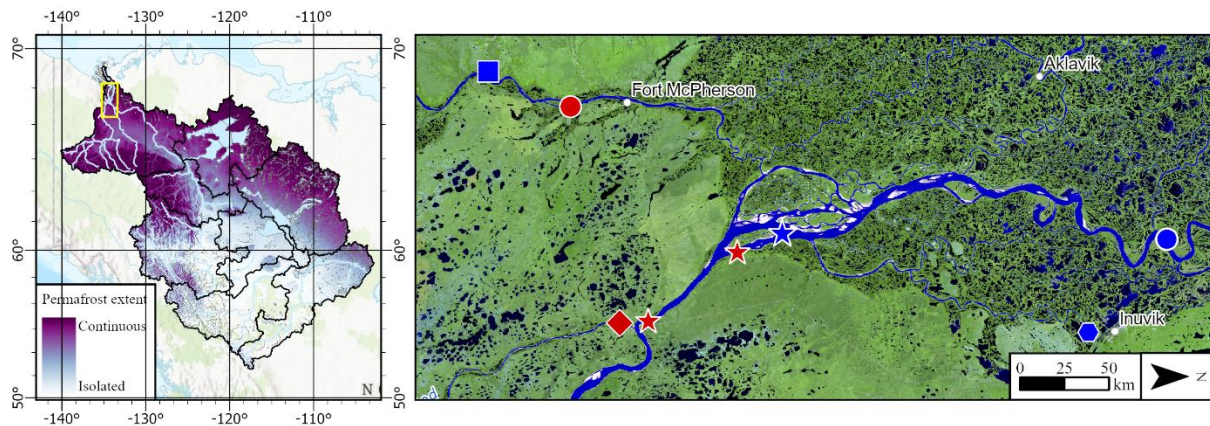 -140° -130° -120° -110°
70°
60°
50°
Permafrost extent
Continuous
Isolated
N
-140° -130° -120° -110°
70°
60°
50°
Fort McPherson
Aklavik
Inuvik
0 25 50
km
N